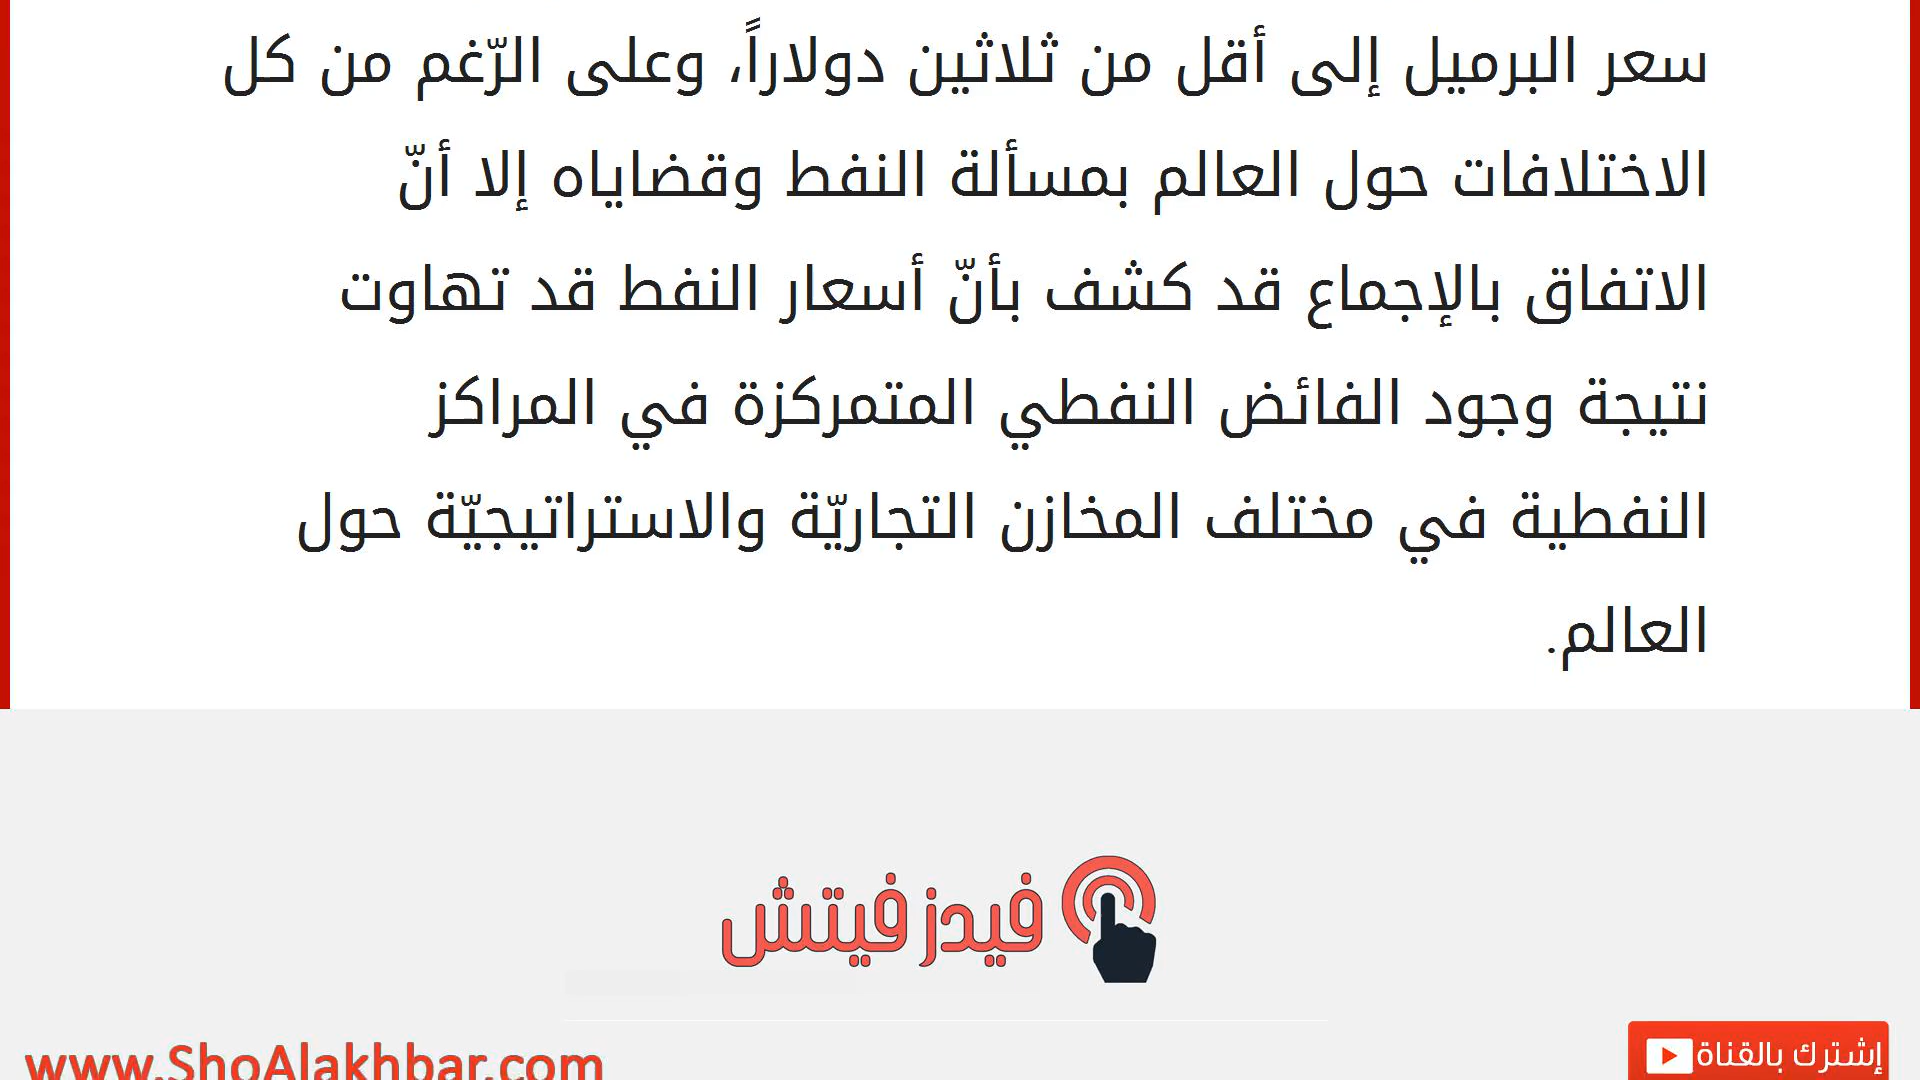 سعر البرميل إلى أقل من ثلاثين دولاراً، وعلى الرّغم من كل
الاختلافات حول العالم بمسألة النفط وقضاياه إلا أنّ
الاتفاق بالإجماع قد كشف بأنّ أسعار النفط قد تهاوت
نتيجة وجود الفائض النفطي المتمركزة في المراكز
النفطية في مختلف المخازن التجاريّة والاستراتيجيّة حول
العالم.
فيدز فيتش
www.ShoAlakhbar.com
إشترك بالقناة